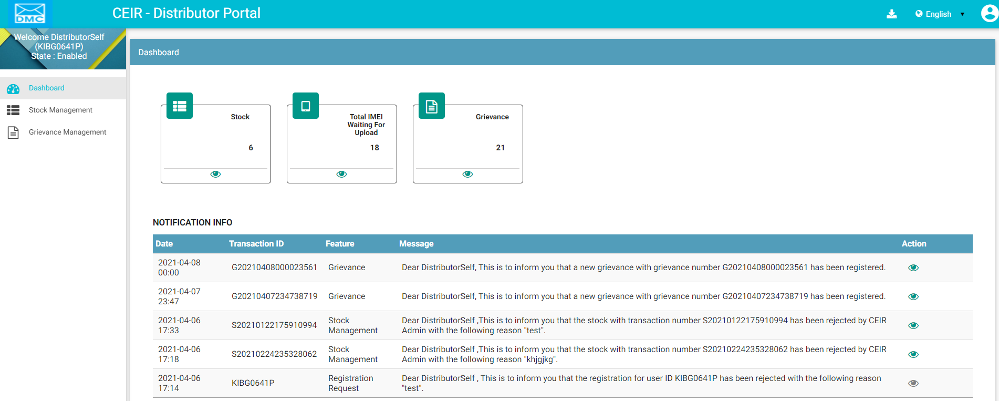 DMC
CEIR - Distributor Portal
English
Welcome DistributorSelf
(KIBG0641P)
State : Enabled
Dashboard
Stock Management
Grievance Management
Dashboard
Stock
6
Total IMEI
Waiting For
Upload
18
Grievance
21
NOTIFICATION INFO
Date Transaction ID Feature Message Action
2021-04-08
00:00
G20210408000023561
Grievance
Dear DistributorSelf, This is to inform you that a new grievance with grievance number G20210408000023561 has been registered.
2021-04-07
23:47
G20210407234738719
Grievance
Dear DistributorSelf, This is to inform you that a new grievance with grievance number G20210407234738719 has been registered.
2021-04-06
17:33
S20210122175910994
Stock
Management
Dear DistributorSelf ,This is to inform you that the stock with transaction number S20210122175910994 has been rejected by CEIR
Admin with the following reason "test".
2021-04-06
17:18
S20210224235328062
Stock
Management
Dear DistributorSelf ,This is to inform you that the stock with transaction number S20210224235328062 has been rejected by CEIR
Admin with the following reason "khjgjkg".
2021-04-06
17:14
KIBG0641P
Registration
Request
Dear DistributorSelf , This is to inform you that the registration for user ID KIBG0641P has been rejected with the following reason
"test".